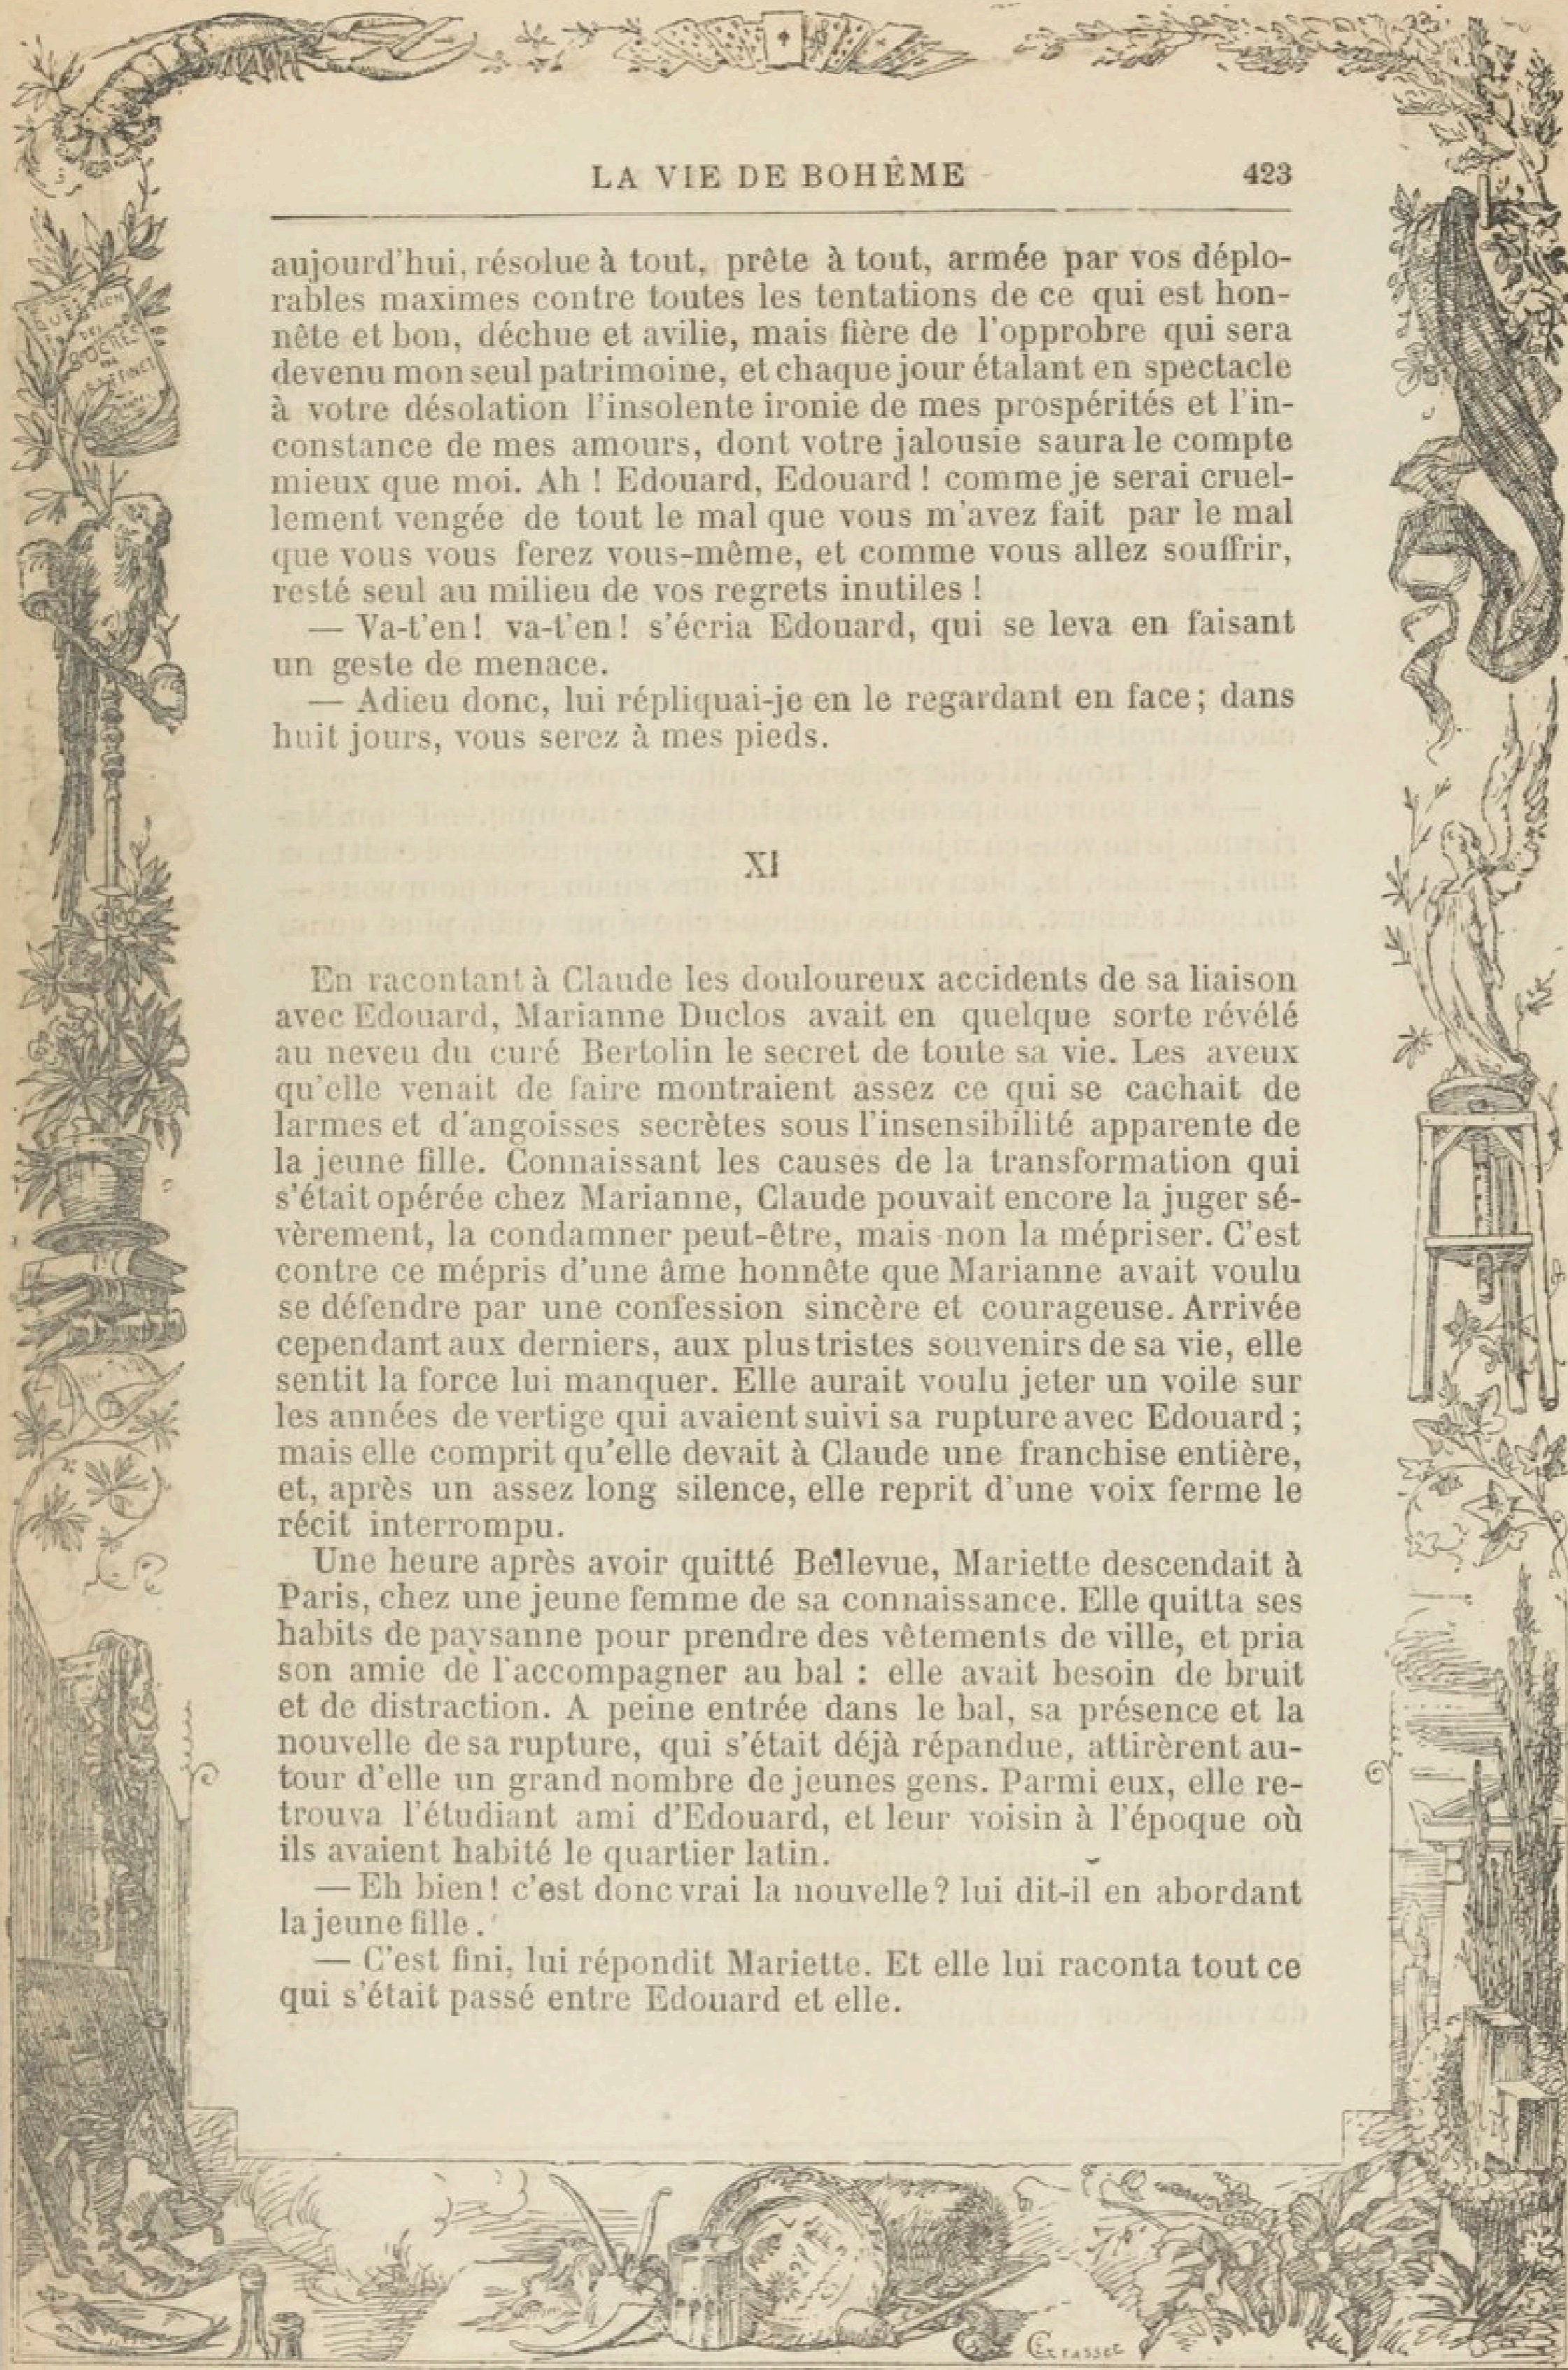 LA VIE DE BOHÊME 423
aujourd'hui, résolue à tout, prête à tout, armée par vos déplo-
rables maximes contre toutes les tentations de ce qui est hon-
nête et bon, déchue et avilie, mais fière de l'opprobre qui sera
devenu mon seul patrimoine, et chaque jour étalant en spectacle
à votre désolation l'insolente ironie de mes prospérités et l'in-
constance de mes amours, dont votre jalousie saura le compte
mieux que moi. Ah ! Edouard, Edouard ! comme je serai cruel-
lement vengée de tout le mal que vous m'avez fait par le mal
que vous vous ferez vous-même, et comme vous allez souffrir,
resté seul au milieu de vos regrets inutiles !
— Va-t'en! va-t'en! s'écria Edouard, qui se leva en faisant
un geste de menace.
— Adieu donc, lui répliquai-je en le regardant en face; dans
huit jours, vous serez à mes pieds.
XI
En racontant à Claude les douloureux accidents de sa liaison
avec Edouard, Marianne Duclos avait en quelque sorte révélé
au neveu du curé Bertolin le secret de toute sa vie. Les aveux
qu'elle venait de faire montraient assez ce qui se cachait de
larmes et d'angoisses secrètes sous l'insensibilité apparente de
la jeune fille. Connaissant les causes de la transformation qui
s'était opérée chez Marianne, Claude pouvait encore la juger sé-
vèrement, la condamner peut-être, mais non la mépriser. C'est
contre ce mépris d'une âme honnête que Marianne avait voulu
se défendre par une confession sincère et courageuse. Arrivée
cependant aux derniers, aux plus tristes souvenirs de sa vie, elle
sentit la force lui manquer. Elle aurait voulu jeter un voile sur
les années de vertige qui avaient suivi sa rupture avec Edouard ;
mais elle comprit qu'elle devait à Claude une franchise entière,
et, après un assez long silence, elle reprit d'une voix ferme le
récit interrompu.
Une heure après avoir quitté Bellevue, Mariette descendait à
Paris, chez une jeune femme de sa connaissance. Elle quitta ses
habits de paysanne pour prendre des vêtements de ville, et pria
son amie de l'accompagner au bal : elle avait besoin de bruit
et de distraction. A peine entrée dans le bal, sa présence et la
nouvelle de sa rupture, qui s'était déjà répandue, attirèrent au-
tour d'elle un grand nombre de jeunes gens. Parmi eux, elle re-
trouva l'étudiant ami d'Edouard, et leur voisin à l'époque où
ils avaient habité le quartier latin.
— Eh bien! c'est donc vrai la nouvelle? lui dit-il en abordant
la jeune fille.
— C'est fini, lui répondit Mariette. Et elle lui raconta tout ce
qui s'était passé entre Edouard et elle.